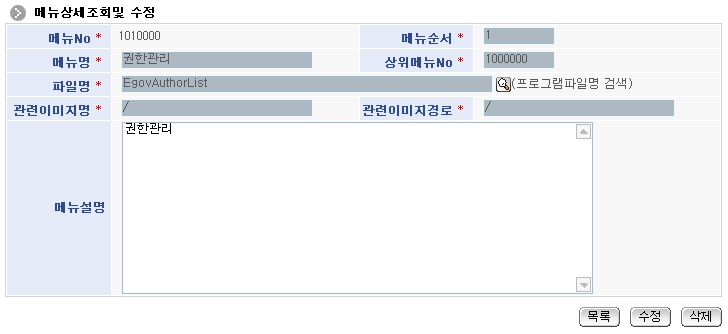 메뉴상세조회및 수정
메뉴No * 1010000 메뉴순서 * 1
메뉴명 * 권한관리 상위메뉴No * 1000000
파일명 * EgovAuthorList (프로그램파일명 검색)
관련이미지명 * / 관련이미지경로 * /
권한관리
메뉴설명
목록 수정 삭제